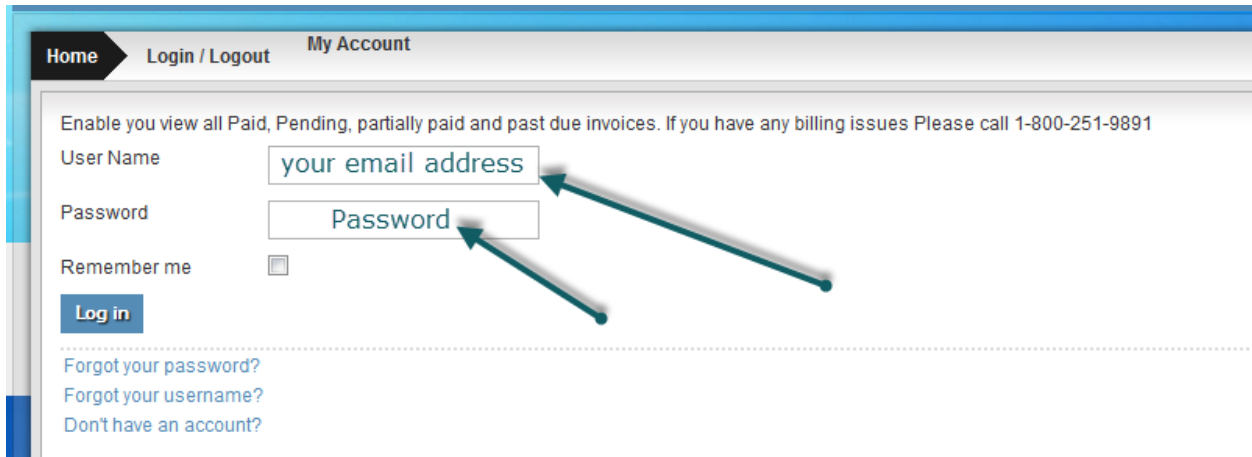 Home Login / Logout My Account
Enable you view all Paid, Pending, partially paid and past due invoices. If you have any billing issues Please call 1-800-251-9891
User Name your email address
Password Password
Remember me
Log in
Forgot your password?
Forgot your username?
Don't have an account?